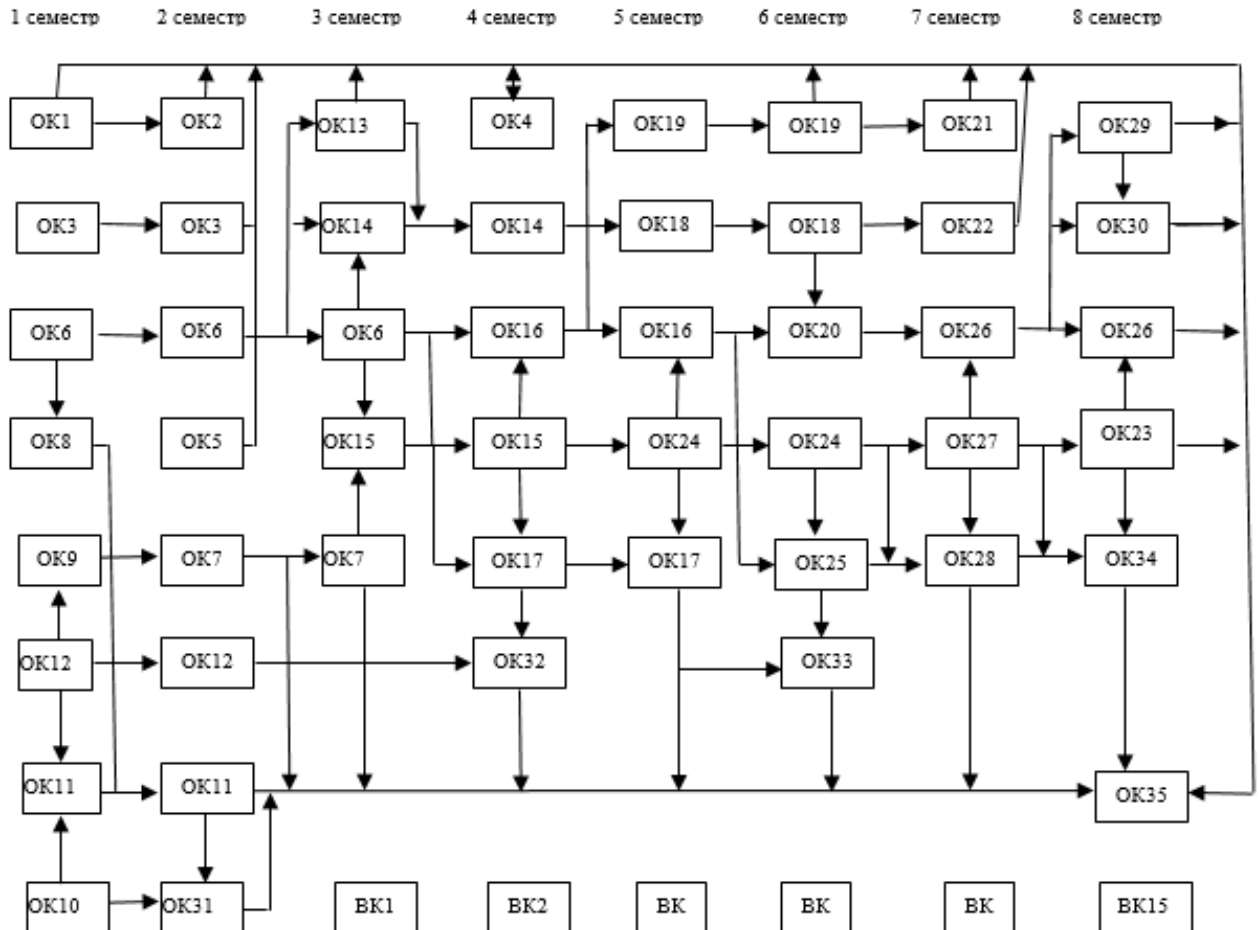 1 семестр 2 семестр 3 семестр 4 семестр 5 семестр 6 семестр 7 семестр 8 семестр
ОК1 ОК2 ОК13 ОК4 ОК19 ОК19 ОК21 ОК29
ОК3 ОК3 ОК14 ОК14 ОК18 ОК18 ОК22 ОК30
ОК6 ОК6 ОК6 ОК16 ОК16 ОК20 ОК26 ОК26
ОК8 ОК5 ОК15 ОК15 ОК24 ОК24 ОК27 ОК23
ОК9 ОК7 ОК7 ОК17 ОК17 ОК25 ОК28 ОК34
ОК12 ОК12 ОК32 ОК33
ОК11 ОК11 ОК35
ОК10 ОК31 ВК1 ВК2 ВК ВК ВК ВК15